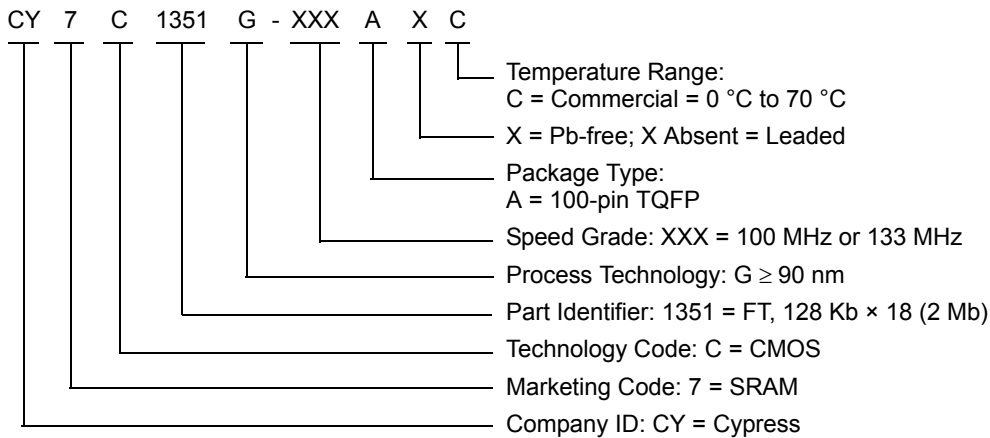 CY 7 C 1351 G - XXX A X C
Temperature Range:
C = Commercial = 0 °C to 70 °C
X = Pb-free; X Absent = Leaded
Package Type:
A = 100-pin TQFP
Speed Grade: XXX = 100 MHz or 133 MHz
Process Technology: G ≥ 90 nm
Part Identifier: 1351 = FT, 128 Kb × 18 (2 Mb)
Technology Code: C = CMOS
Marketing Code: 7 = SRAM
Company ID: CY = Cypress